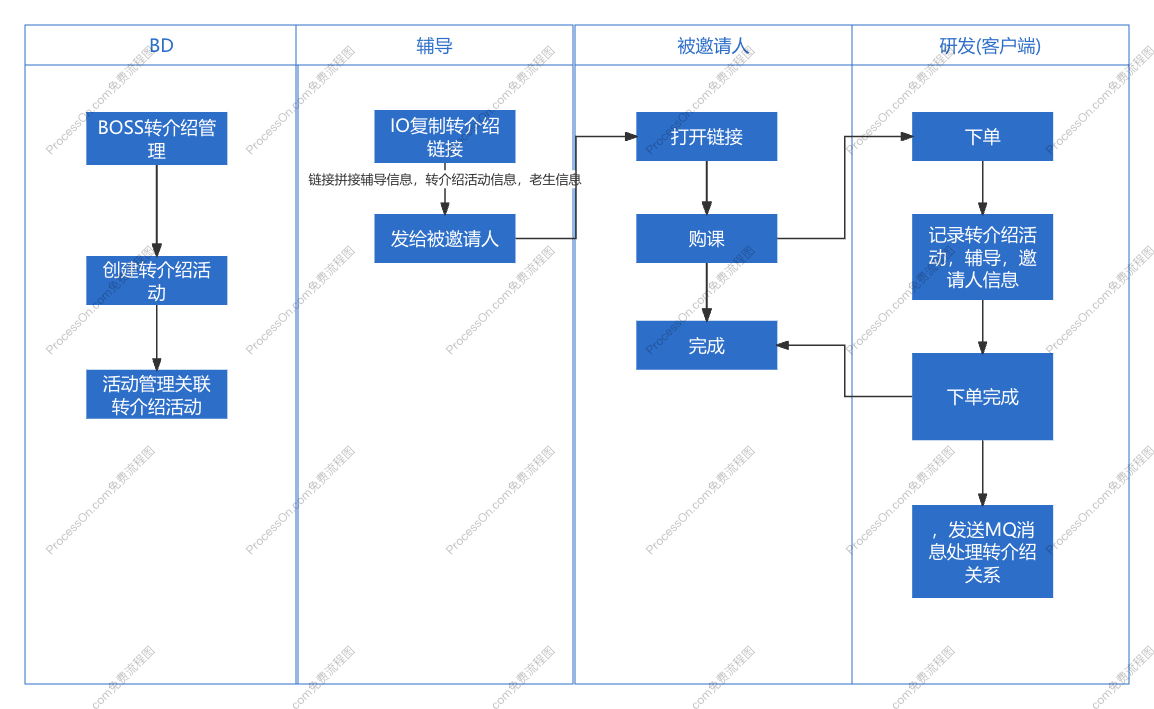 BD
辅导
被邀请人
研发(客户端)
BOSS转介绍管
理
创建转介绍活
动
活动管理关联
转介绍活动
IO复制转介绍
链接
链接拼接辅导信息，转介绍活动信息，老生信息
发给被邀请人
打开链接
购课
完成
下单
记录转介绍活
动，辅导，邀
请人信息
下单完成
，发送MQ消
息处理转介绍
关系
ProcessOn.com免费流程图